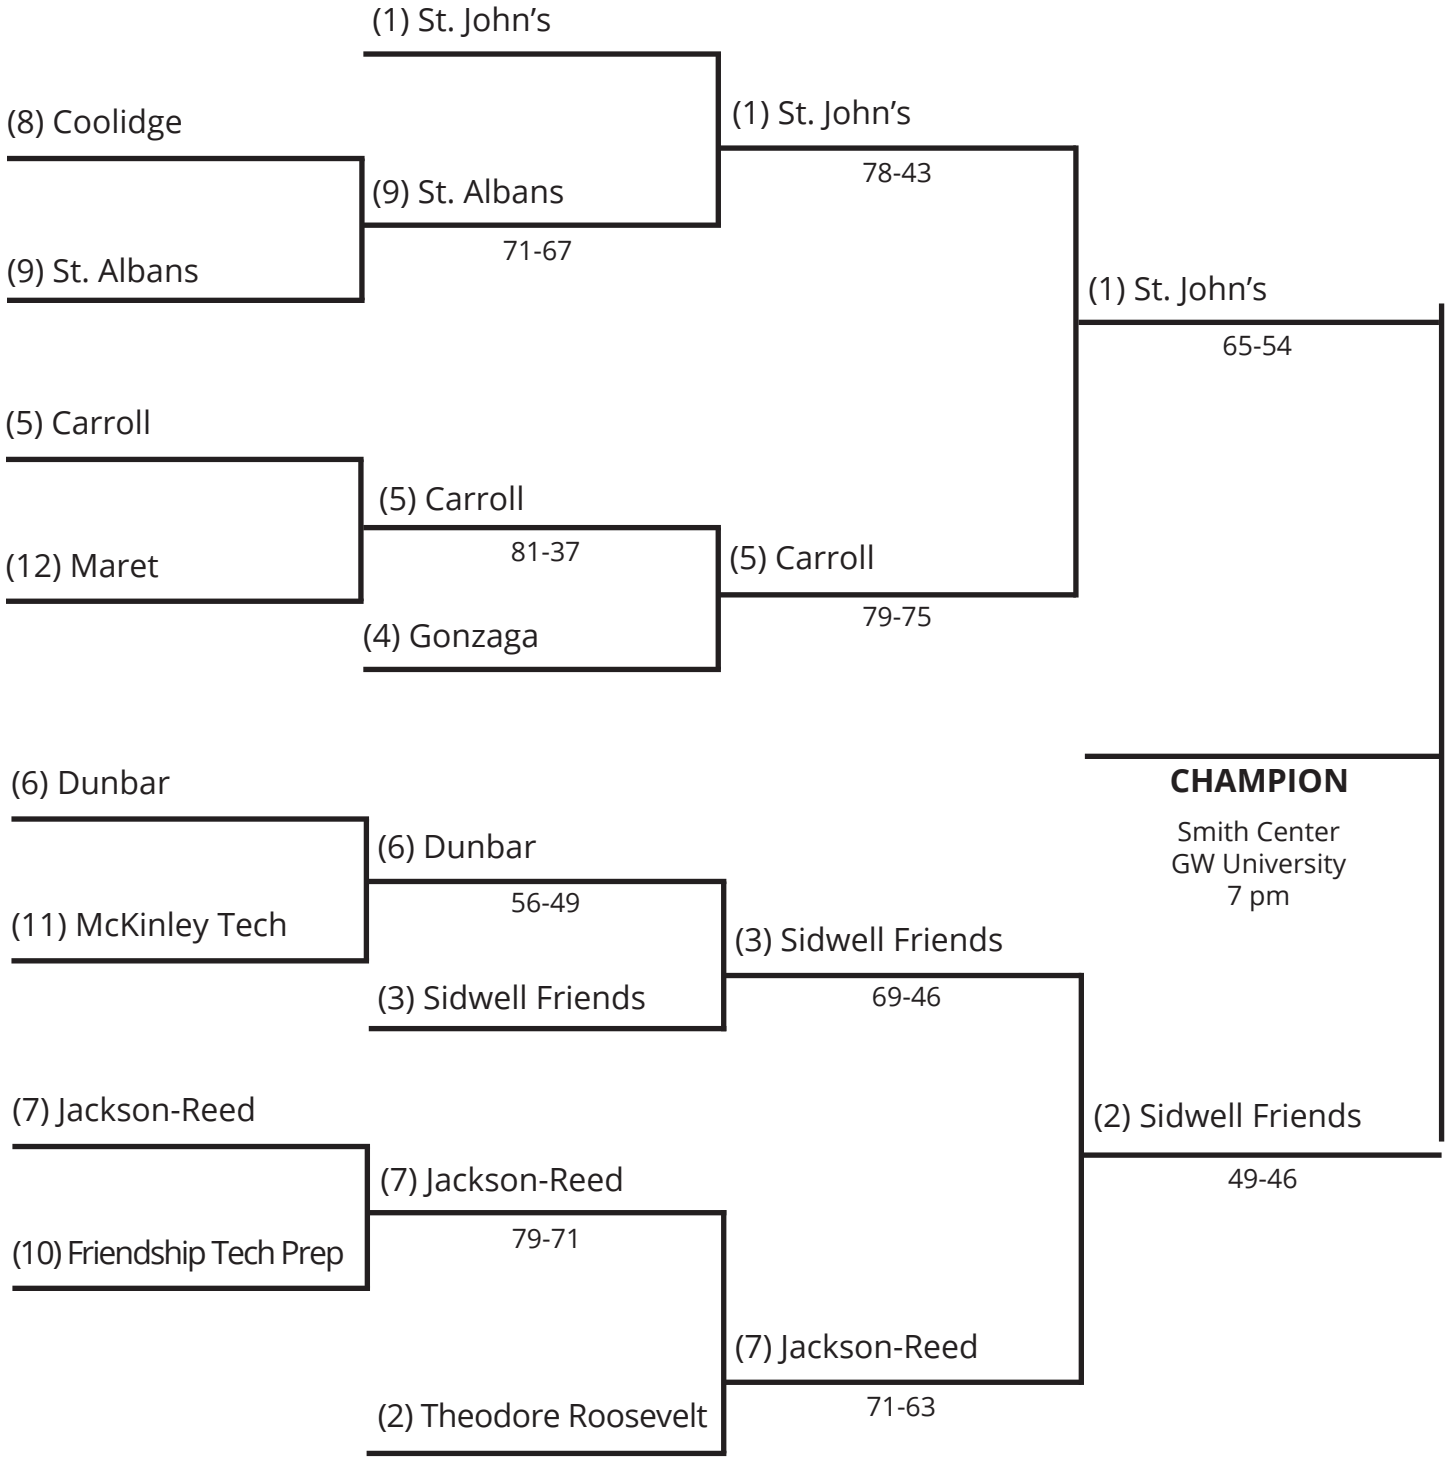 (1) St. John’s
(8) Coolidge
(9) St. Albans
71-67
(9) St. Albans
(1) St. John’s
78-43
(5) Carroll
(12) Maret
(5) Carroll
81-37
(4) Gonzaga
(5) Carroll
79-75
(1) St. John’s
65-54
CHAMPION
Smith Center
GW University
7 pm
(6) Dunbar
(11) McKinley Tech
(6) Dunbar
56-49
(3) Sidwell Friends
(3) Sidwell Friends
69-46
(7) Jackson-Reed
(10) Friendship Tech Prep
(7) Jackson-Reed
79-71
(2) Theodore Roosevelt
(7) Jackson-Reed
71-63
(2) Sidwell Friends
49-46